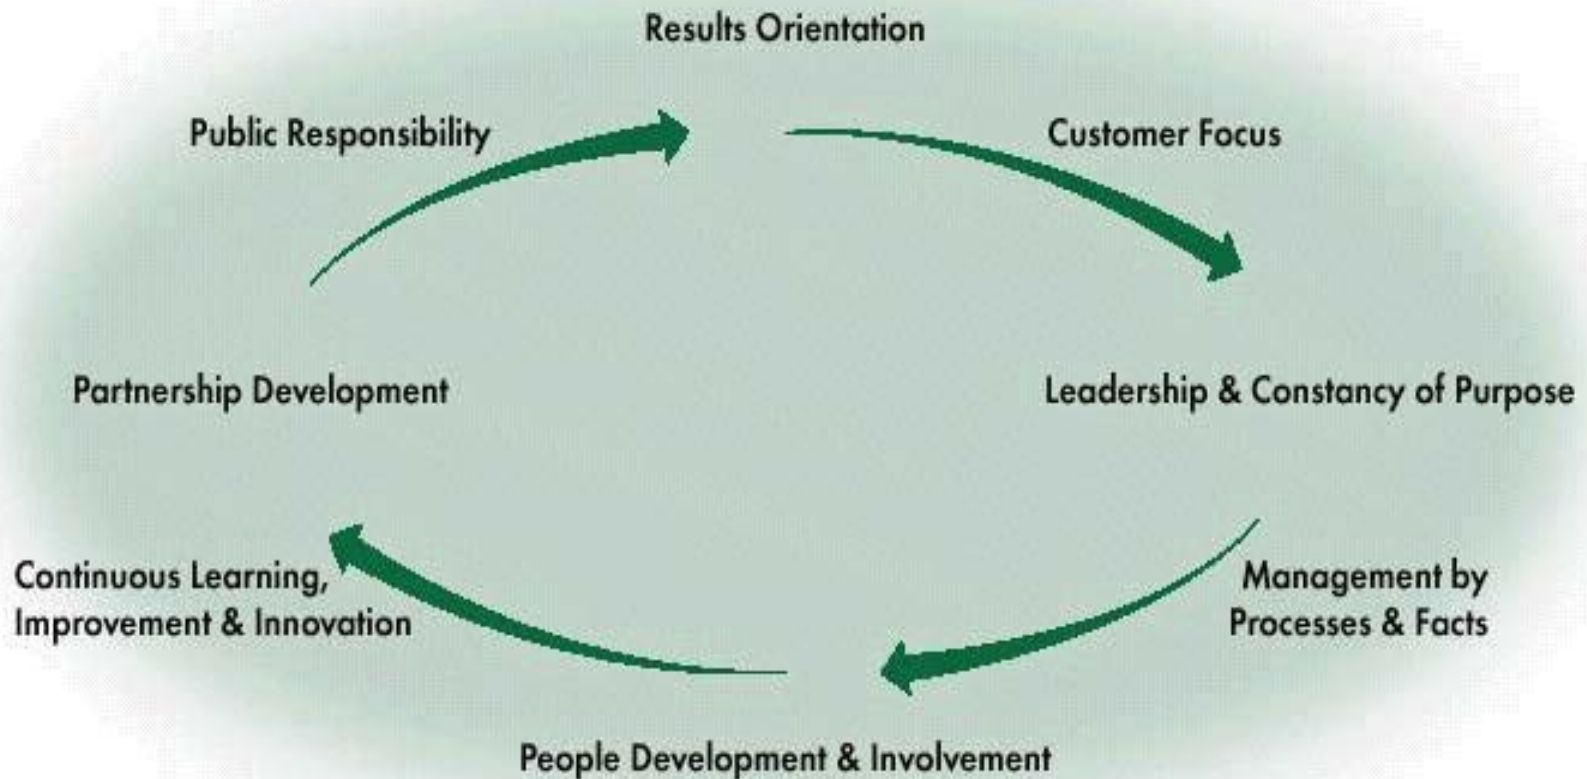 Results Orientation
Public Responsibility
Customer Focus
Partnership Development
Leadership & Constancy of Purpose
Continuous Learning,
Improvement & Innovation
Management by
Processes & Facts
People Development & Involvement